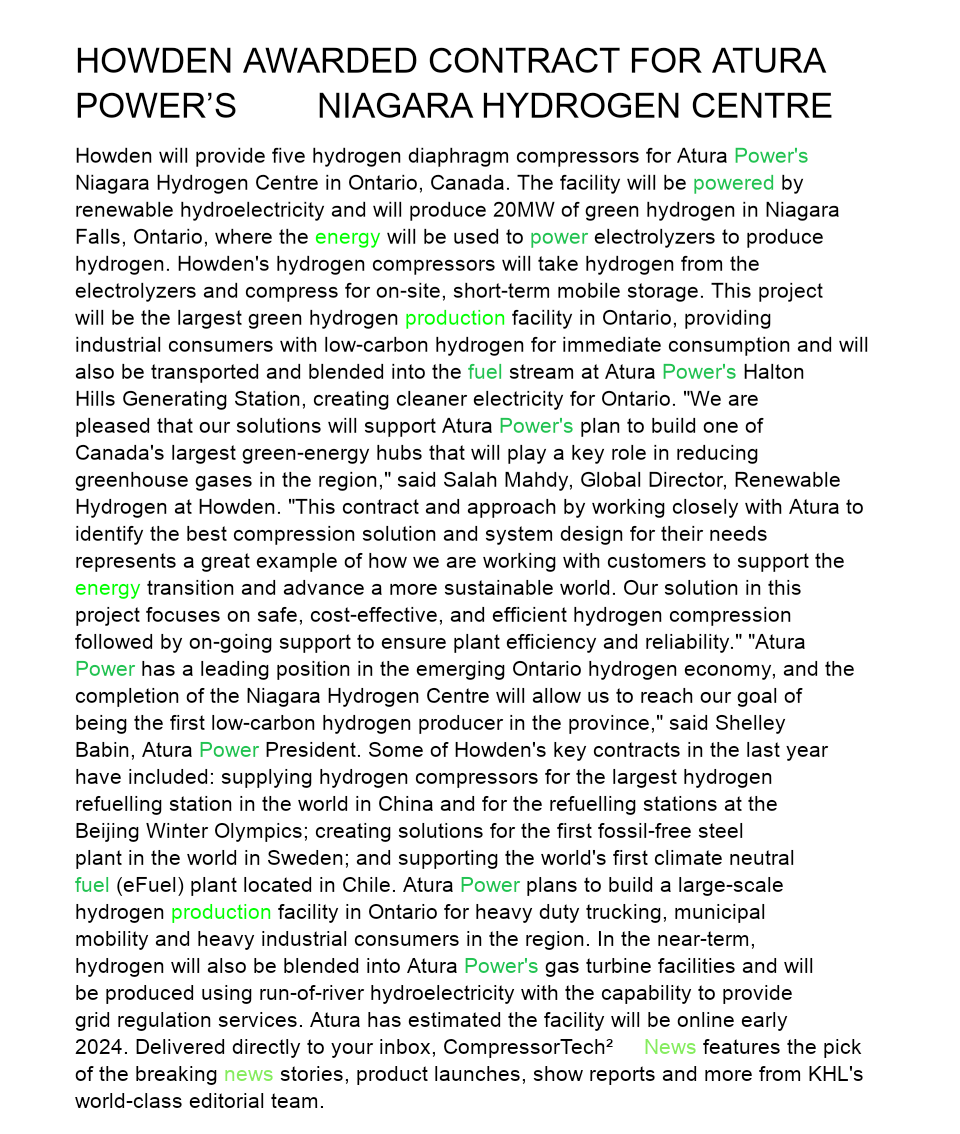 HOWDEN AWARDED CONTRACT FOR ATURA
POWER’S NIAGARA HYDROGEN CENTRE
Howden will provide five hydrogen diaphragm compressors for Atura Power's
Niagara Hydrogen Centre in Ontario, Canada. The facility will be powered by
renewable hydroelectricity and will produce 20MW of green hydrogen in Niagara
Falls, Ontario, where the energy will be used to power electrolyzers to produce
hydrogen. Howden's hydrogen compressors will take hydrogen from the
electrolyzers and compress for on-site, short-term mobile storage. This project
will be the largest green hydrogen production facility in Ontario, providing
industrial consumers with low-carbon hydrogen for immediate consumption and will
also be transported and blended into the fuel stream at Atura Power's Halton
Hills Generating Station, creating cleaner electricity for Ontario. "We are
pleased that our solutions will support Atura Power's plan to build one of
Canada's largest green-energy hubs that will play a key role in reducing
greenhouse gases in the region," said Salah Mahdy, Global Director, Renewable
Hydrogen at Howden. "This contract and approach by working closely with Atura to
identify the best compression solution and system design for their needs
represents a great example of how we are working with customers to support the
energy transition and advance a more sustainable world. Our solution in this
project focuses on safe, cost-effective, and efficient hydrogen compression
followed by on-going support to ensure plant efficiency and reliability." "Atura
Power has a leading position in the emerging Ontario hydrogen economy, and the
completion of the Niagara Hydrogen Centre will allow us to reach our goal of
being the first low-carbon hydrogen producer in the province," said Shelley
Babin, Atura Power President. Some of Howden's key contracts in the last year
have included: supplying hydrogen compressors for the largest hydrogen
refuelling station in the world in China and for the refuelling stations at the
Beijing Winter Olympics; creating solutions for the first fossil-free steel
plant in the world in Sweden; and supporting the world's first climate neutral
fuel (eFuel) plant located in Chile. Atura Power plans to build a large-scale
hydrogen production facility in Ontario for heavy duty trucking, municipal
mobility and heavy industrial consumers in the region. In the near-term,
hydrogen will also be blended into Atura Power's gas turbine facilities and will
be produced using run-of-river hydroelectricity with the capability to provide
grid regulation services. Atura has estimated the facility will be online early
2024. Delivered directly to your inbox, CompressorTech² News features the pick
of the breaking news stories, product launches, show reports and more from KHL's
world-class editorial team.